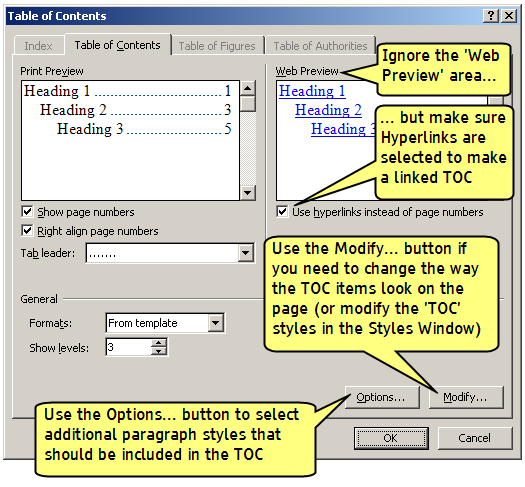 Table of Contents
Index
Table of Contents
Table of Figures
Table of Authorities
Print Preview
Heading 1 ................................ 1
Heading 2 ............................ 3
Heading 3 ........................ 5
Show page numbers
Right align page numbers
Tab leader: .......
Web Preview
Heading 1
Heading 2
Heading 3
Use hyperlinks instead of page numbers
Ignore the 'Web
Preview' area...
... but make sure
Hyperlinks are
selected to make
a linked TOC
Use the Modify... button if
you need to change the way
the TOC items look on the
page (or modify the 'TOC'
styles in the Styles Window)
General
Formats: From template
Show levels: 3
Options...
Modify...
Use the Options... button to select
additional paragraph styles that
should be included in the TOC
OK
Cancel